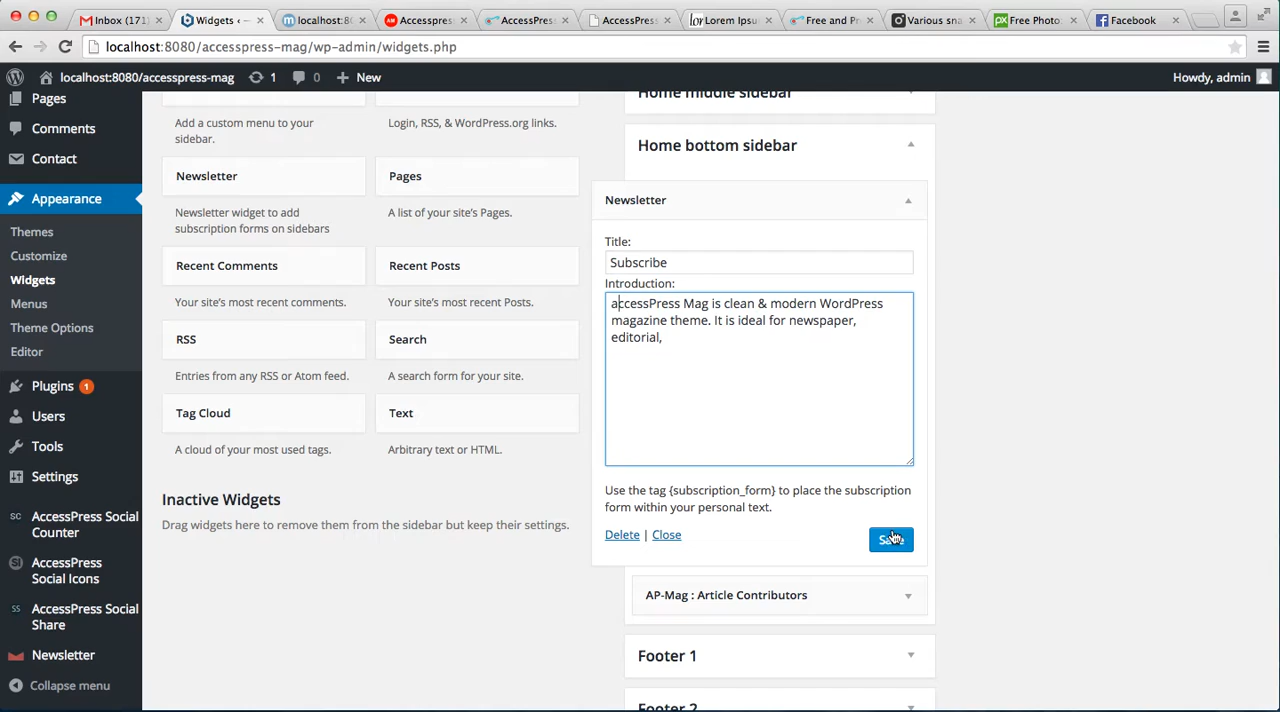 Inbox (171)
Widgets ‹ –
localhost:8080
Accesspres
AccessPres
AccessPres
Lorem Ipsu
Free and Pr
Various sna
Free Photo
Facebook
localhost:8080/accesspress-mag/wp-admin/widgets.php
localhost:8080/accesspress-mag
1
0
New
Howdy, admin
Pages
Comments
Contact
Appearance
Themes
Customize
Widgets
Menus
Theme Options
Editor
Plugins 1
Users
Tools
Settings
SC AccessPress Social
Counter
SI AccessPress
Social Icons
SS AccessPress Social
Share
Newsletter
Collapse menu
Add a custom menu to your
sidebar.
Login, RSS, & WordPress.org links.
Newsletter
Newsletter widget to add
subscription forms on sidebars
Pages
A list of your site's Pages.
Recent Comments
Your site's most recent comments.
Recent Posts
Your site's most recent Posts.
RSS
Entries from any RSS or Atom feed.
Search
A search form for your site.
Tag Cloud
A cloud of your most used tags.
Text
Arbitrary text or HTML.
Inactive Widgets
Drag widgets here to remove them from the sidebar but keep their settings.
Home middle sidebar
Home bottom sidebar
Newsletter
Title:
Subscribe
Introduction:
accessPress Mag is clean & modern WordPress
magazine theme. It is ideal for newspaper,
editorial,
Use the tag {subscription_form} to place the subscription
form within your personal text.
Delete | Close
Save
AP-Mag : Article Contributors
Footer 1
Footer 2